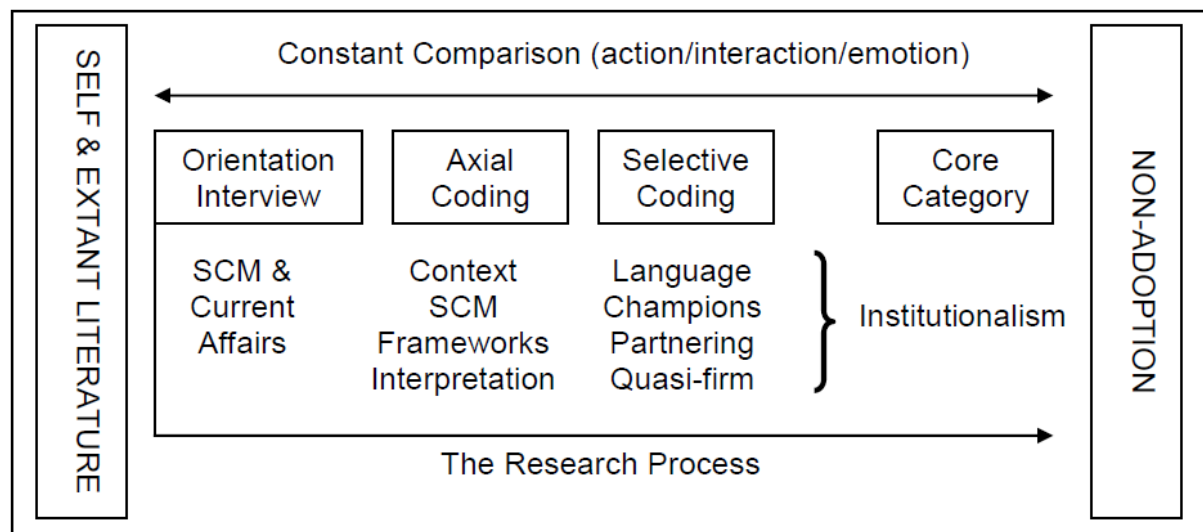 SELF & EXTANT LITERATURE
Constant Comparison (action/interaction/emotion)
Orientation
Interview
Axial
Coding
Selective
Coding
Core
Category
SCM &
Current
Affairs
Context
SCM
Frameworks
Interpretation
Language
Champions
Partnering
Quasi-firm
Institutionalism
The Research Process
NON-ADOPTION